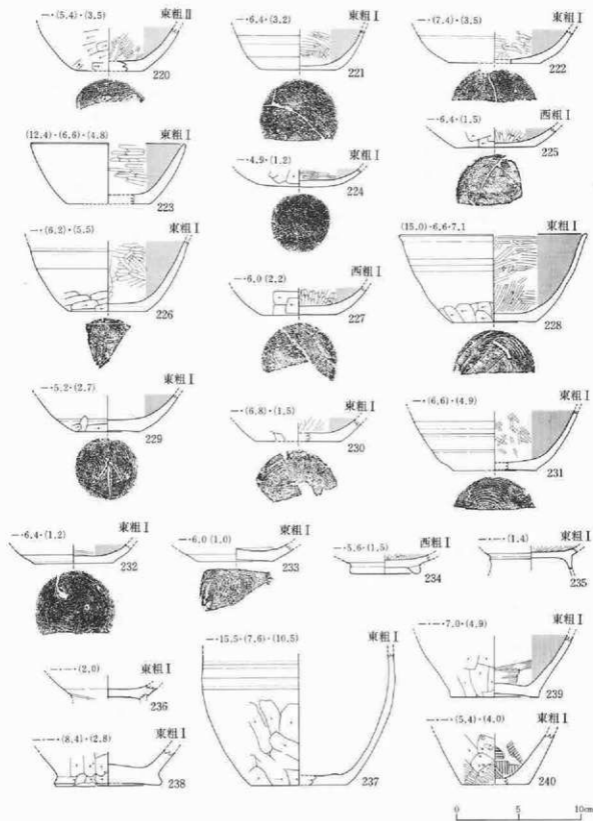 —・(5.4)・(3.5) 東粗Ⅱ
220
—・6.4・(3.2) 東粗Ⅰ
221
—・(7.4)・(3.5) 東粗Ⅰ
222
(12.4)・(6.6)・(4.8) 東粗Ⅰ
223
—・4.9・(1.2) 東粗Ⅰ
224
—・6.4・(1.5) 西粗Ⅰ
225
—・(6.2)・(5.5) 東粗Ⅰ
226
—・6.0 (2.2) 西粗Ⅰ
227
(15.0)・6.6・7.1 東粗Ⅰ
228
—・5.2・(2.7) 東粗Ⅰ
229
—・(6.8)・(1.5) 東粗Ⅰ
230
—・(6.6)・(4.9) 東粗Ⅰ
231
—・6.4・(1.2) 東粗Ⅰ
232
—・6.0 (1.0) 東粗Ⅰ
233
—・5.6・(1.5) 西粗Ⅰ
234
—・—・(1.4) 東粗Ⅰ
235
—・—・(2.0) 東粗Ⅰ
236
—・15.5・(7.6)・(10.5) 東粗Ⅰ
237
—・(8.4)・(2.8) 東粗Ⅰ
238
—・7.0・(4.9) 東粗Ⅰ
239
—・(5.4)・(4.0) 東粗Ⅰ
240
0 5 10cm